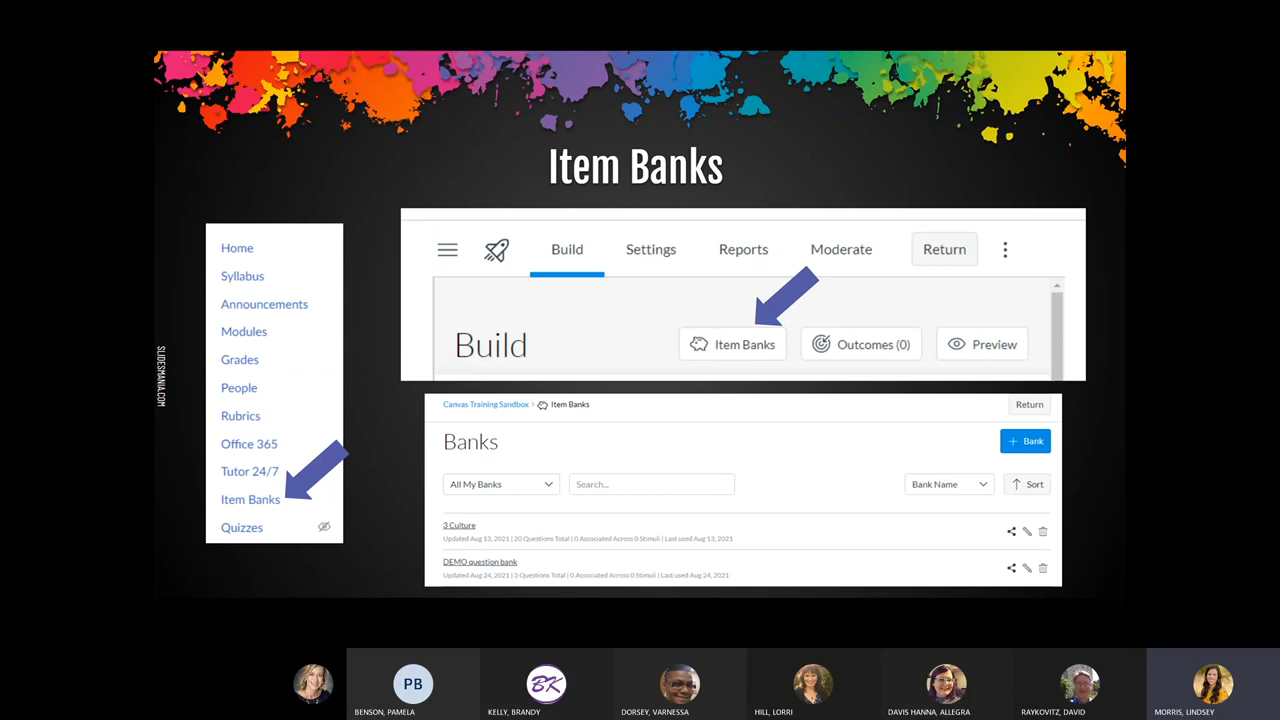 Item Banks
Home
Syllabus
Announcements
Modules
Grades
People
Rubrics
Office 365
Tutor 24/7
Item Banks
Quizzes
Build Settings Reports Moderate Return
Build Item Banks Outcomes (0) Preview
Canvas Training Sandbox > Item Banks Return
Banks + Bank
All My Banks Search... Bank Name Sort
3 Culture
Updated Aug 13, 2021 | 20 Questions Total | 0 Associated Across 0 Stimuli | Last used Aug 13, 2021
DEMO question bank
Updated Aug 24, 2021 | 3 Questions Total | 0 Associated Across 0 Stimuli | Last used Aug 24, 2021
SLIDESMANIA.COM
PB BK
BENSON, PAMELA KELLY, BRANDY DORSEY, VARNESSA HILL, LORRI DAVIS HANNA, ALLEGRA RAYKOVITZ, DAVID MORRIS, LINDSEY